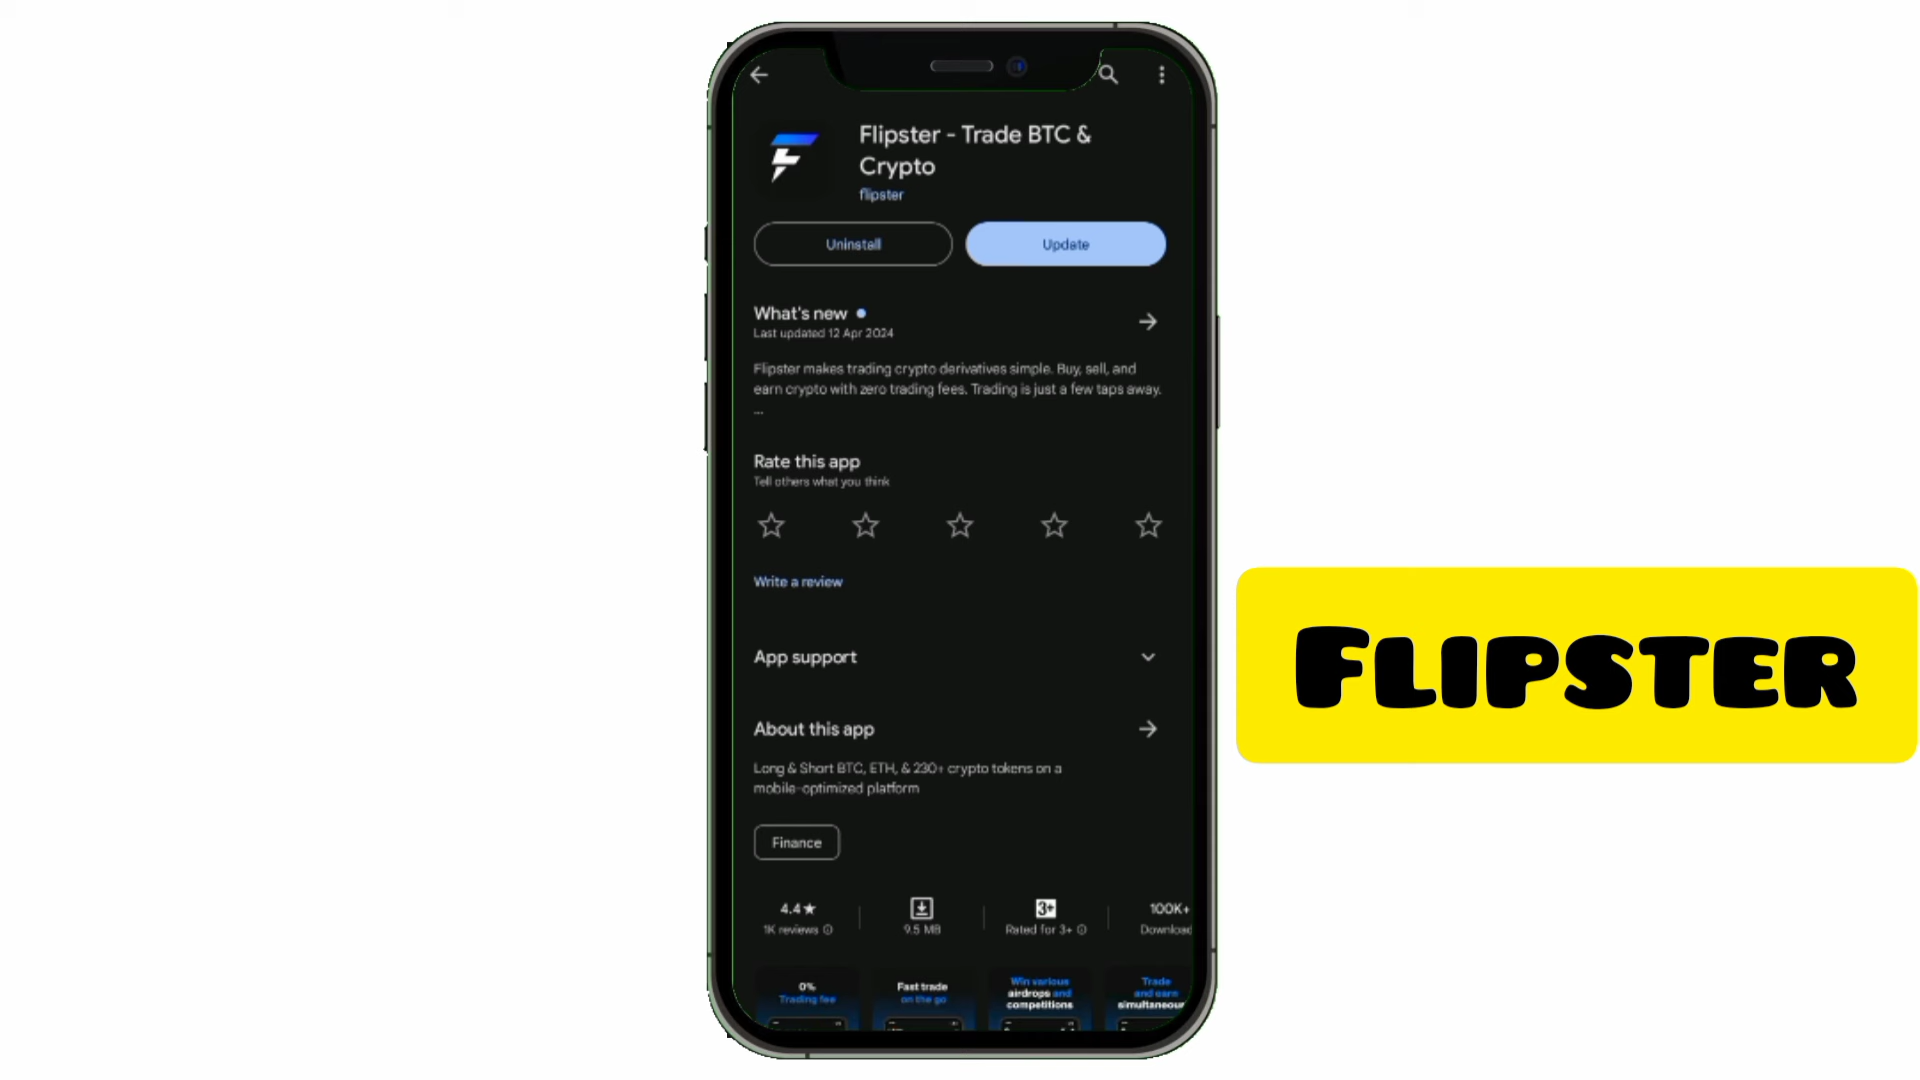 Flipster - Trade BTC &
Crypto
flipster
Uninstall
Update
What's new
Last updated 12 Apr 2024
Flipster makes trading crypto derivatives simple. Buy, sell, and
earn crypto with zero trading fees. Trading is just a few taps away.
...
Rate this app
Tell others what you think
Write a review
App support
About this app
Long & Short BTC, ETH, & 230+ crypto tokens on a
mobile-optimized platform
Finance
4.4★
1K reviews
9.5 MB
3+
Rated for 3+
100K+
Download
0%
Trading fee
Fast trade
on the go
Win various
airdrops and
competitions
Trade
and earn
simultaneous
FLIPSTER